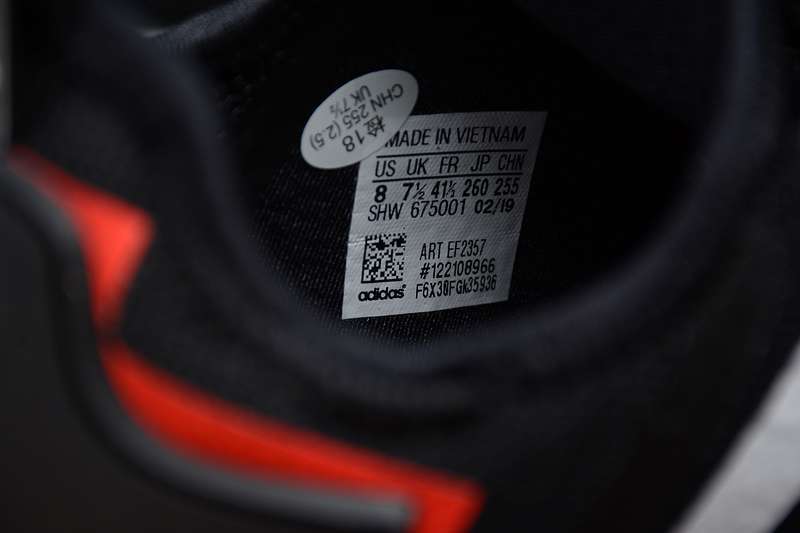 CHN 255 (2.5)
UK 7½
检18
MADE IN VIETNAM
US UK FR JP CHN
8 7½ 41⅓ 260 255
SHW 675001 02/19
ART EF2357
#122108966
F6X30FGk35936
adidas